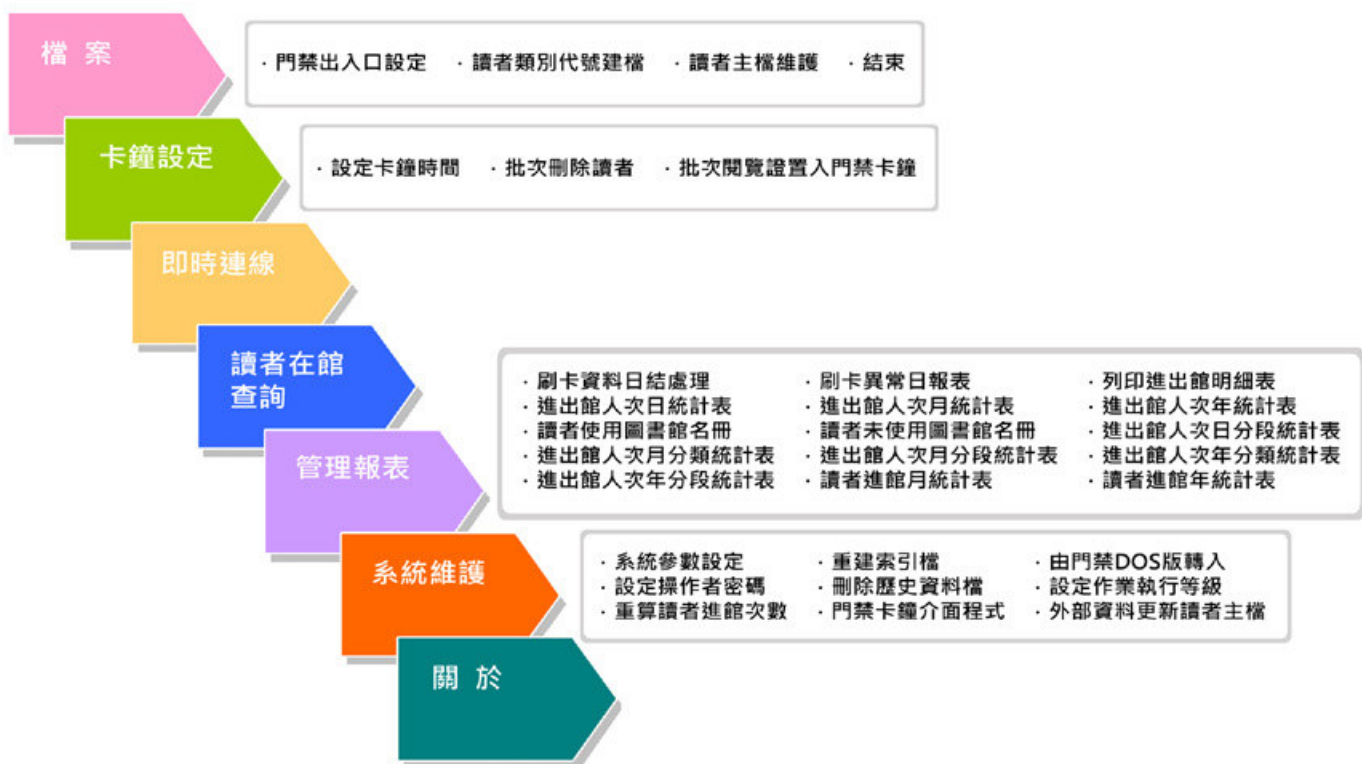 檔 案
· 門禁出入口設定 · 讀者類別代號建檔 · 讀者主檔維護 · 結束
卡鐘設定
· 設定卡鐘時間 · 批次刪除讀者 · 批次閱覽證置入門禁卡鐘
即時連線
讀者在館
查詢
· 刷卡資料日結處理 · 刷卡異常日報表 · 列印進出館明細表
· 進出館人次日統計表 · 進出館人次月統計表 · 進出館人次年統計表
· 讀者使用圖書館名冊 · 讀者未使用圖書館名冊 · 進出館人次日分段統計表
· 進出館人次月分類統計表 · 進出館人次月分段統計表 · 進出館人次年分類統計表
· 進出館人次年分段統計表 · 讀者進館月統計表 · 讀者進館年統計表
管理報表
系統維護
· 系統參數設定 · 重建索引檔 · 由門禁DOS版轉入
· 設定操作者密碼 · 刪除歷史資料檔 · 設定作業執行等級
· 重算讀者進館次數 · 門禁卡鐘介面程式 · 外部資料更新讀者主檔
關 於